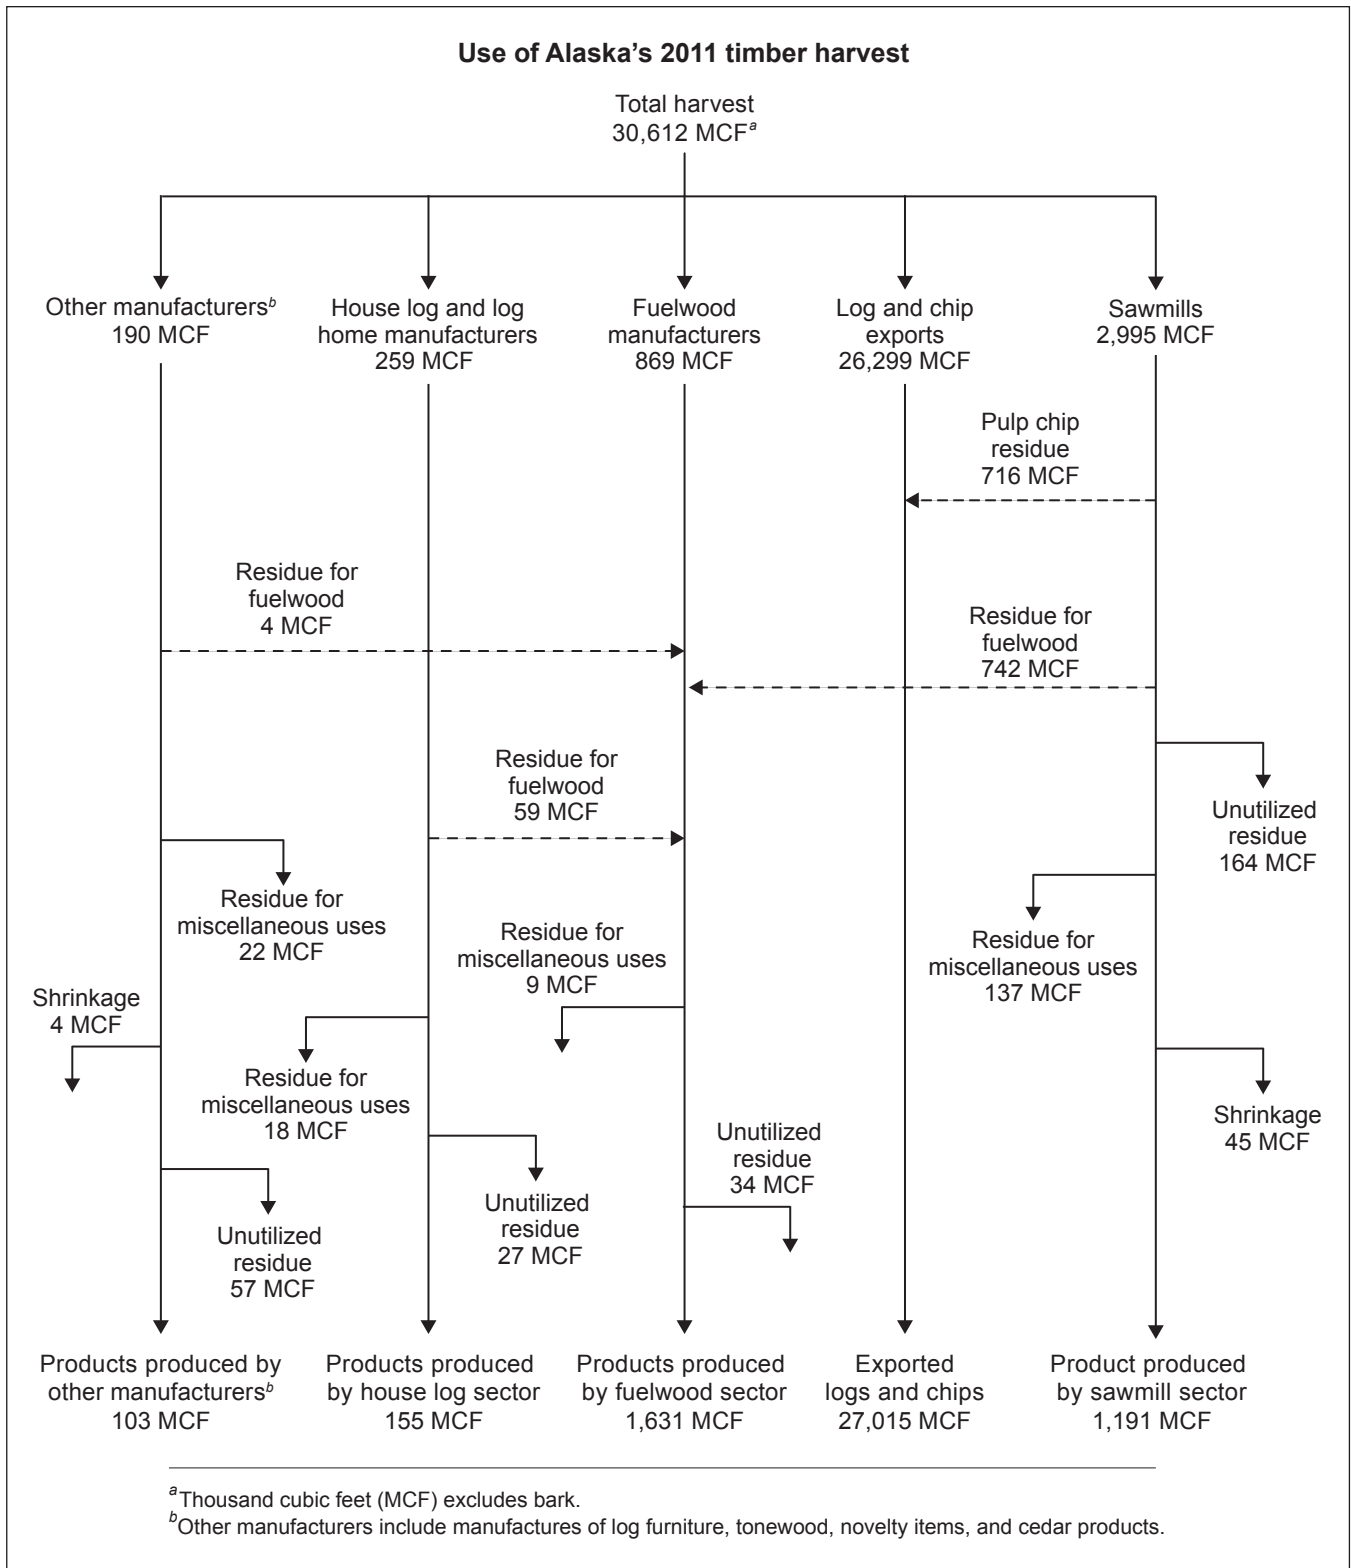 Use of Alaska’s 2011 timber harvest
Total harvest
30,612 MCFa
Other manufacturersb
190 MCF
House log and log
home manufacturers
259 MCF
Fuelwood
manufacturers
869 MCF
Log and chip
exports
26,299 MCF
Sawmills
2,995 MCF
Pulp chip
residue
716 MCF
Residue for
fuelwood
4 MCF
Residue for
fuelwood
742 MCF
Residue for
fuelwood
59 MCF
Unutilized
residue
164 MCF
Residue for
miscellaneous uses
22 MCF
Residue for
miscellaneous uses
9 MCF
Residue for
miscellaneous uses
137 MCF
Shrinkage
4 MCF
Residue for
miscellaneous uses
18 MCF
Shrinkage
45 MCF
Unutilized
residue
34 MCF
Unutilized
residue
27 MCF
Unutilized
residue
57 MCF
Products produced by
other manufacturersb
103 MCF
Products produced
by house log sector
155 MCF
Products produced
by fuelwood sector
1,631 MCF
Exported
logs and chips
27,015 MCF
Product produced
by sawmill sector
1,191 MCF
aThousand cubic feet (MCF) excludes bark.
bOther manufacturers include manufactures of log furniture, tonewood, novelty items, and cedar products.